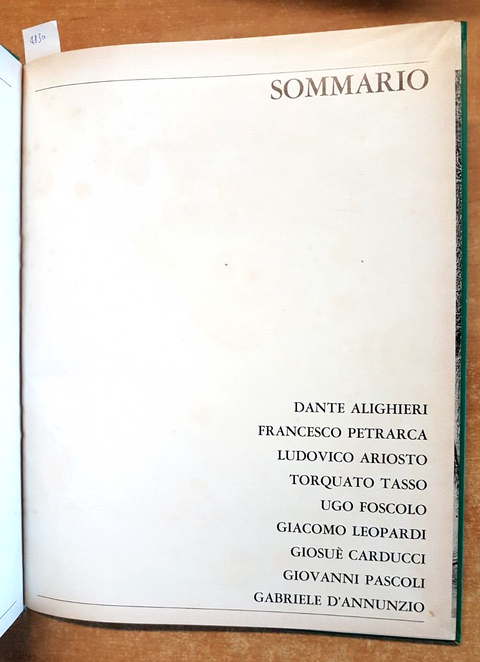 SOMMARIO
DANTE ALIGHIERI
FRANCESCO PETRARCA
LUDOVICO ARIOSTO
TORQUATO TASSO
UGO FOSCOLO
GIACOMO LEOPARDI
GIOSUÈ CARDUCCI
GIOVANNI PASCOLI
GABRIELE D'ANNUNZIO